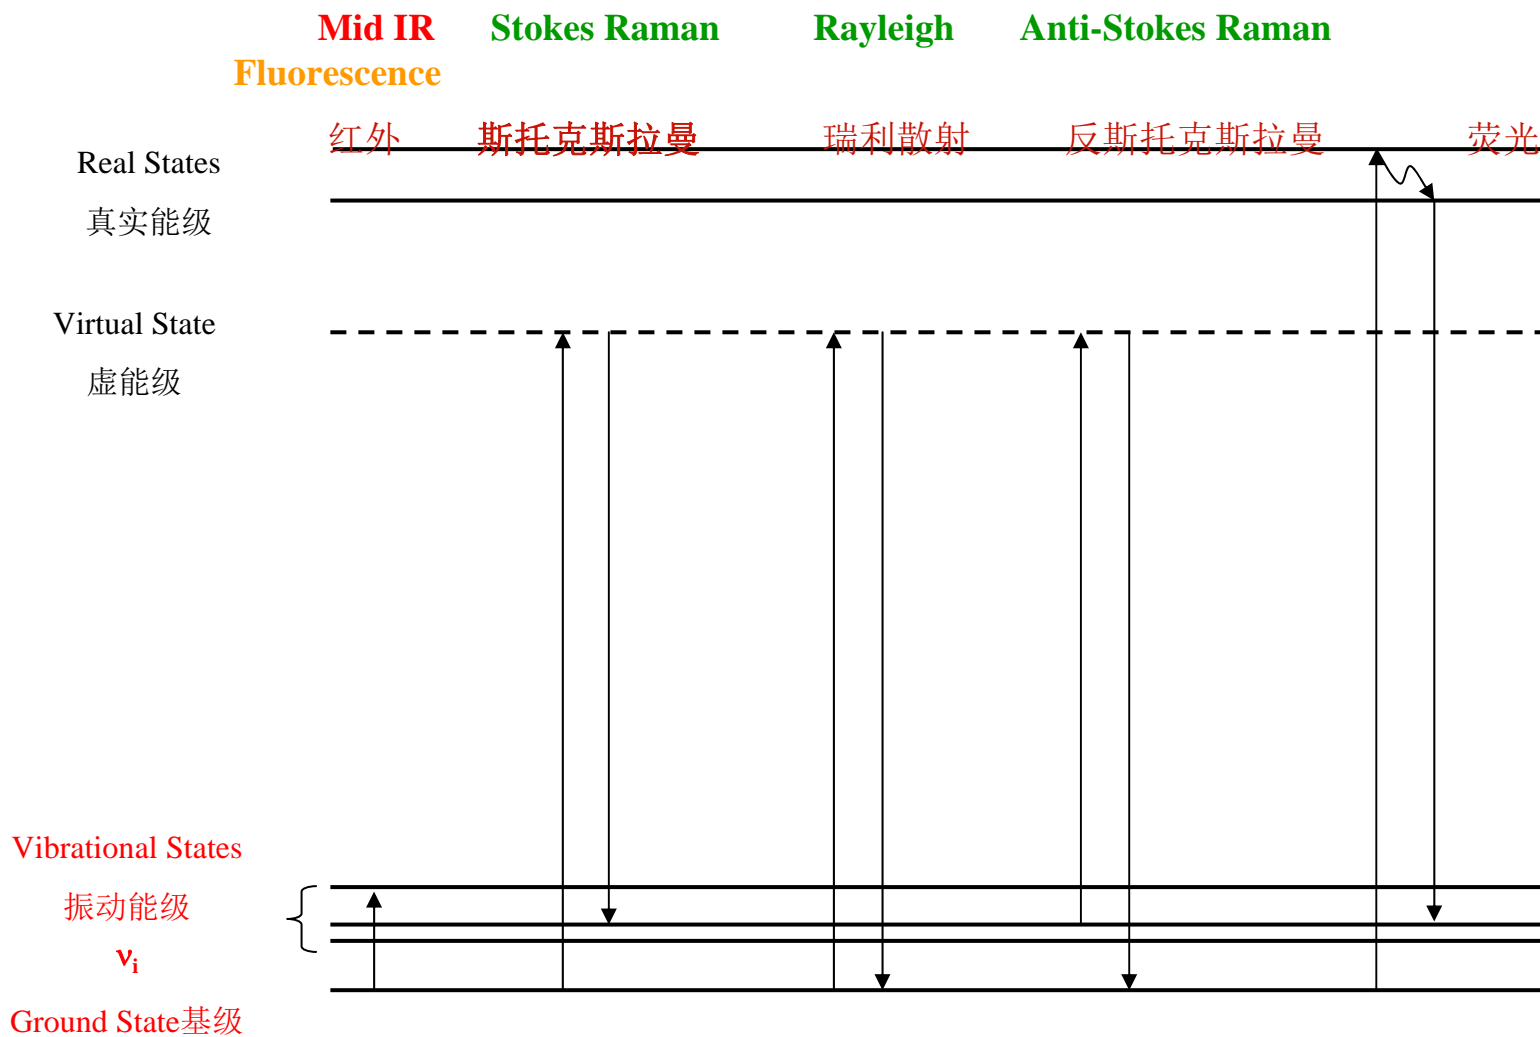 Mid IR Stokes Raman Rayleigh Anti-Stokes Raman
Fluorescence
红外 斯托克斯拉曼 瑞利散射 反斯托克斯拉曼 荧光
Real States
真实能级
Virtual State
虚能级
Vibrational States
振动能级
νi
Ground State基级